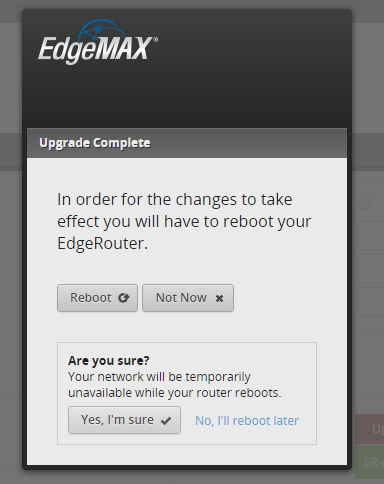 EdgeMAX®
Upgrade Complete
In order for the changes to take
effect you will have to reboot your
EdgeRouter.
Reboot
Not Now
Are you sure?
Your network will be temporarily
unavailable while your router reboots.
Yes, I'm sure
No, I'll reboot later
Up
ER-